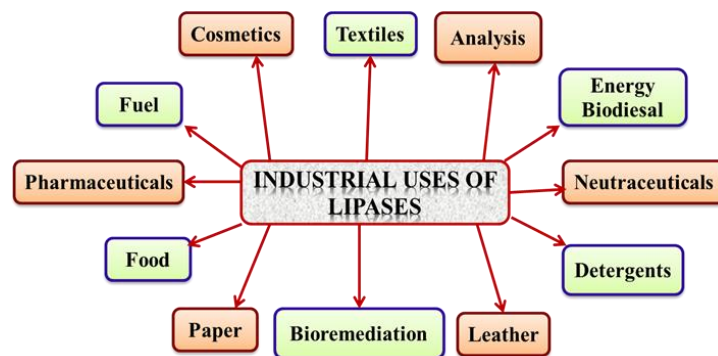 Cosmetics
Textiles
Analysis
Fuel
Energy
Biodiesal
Pharmaceuticals
INDUSTRIAL USES OF
LIPASES
Neutraceuticals
Food
Detergents
Paper
Bioremediation
Leather